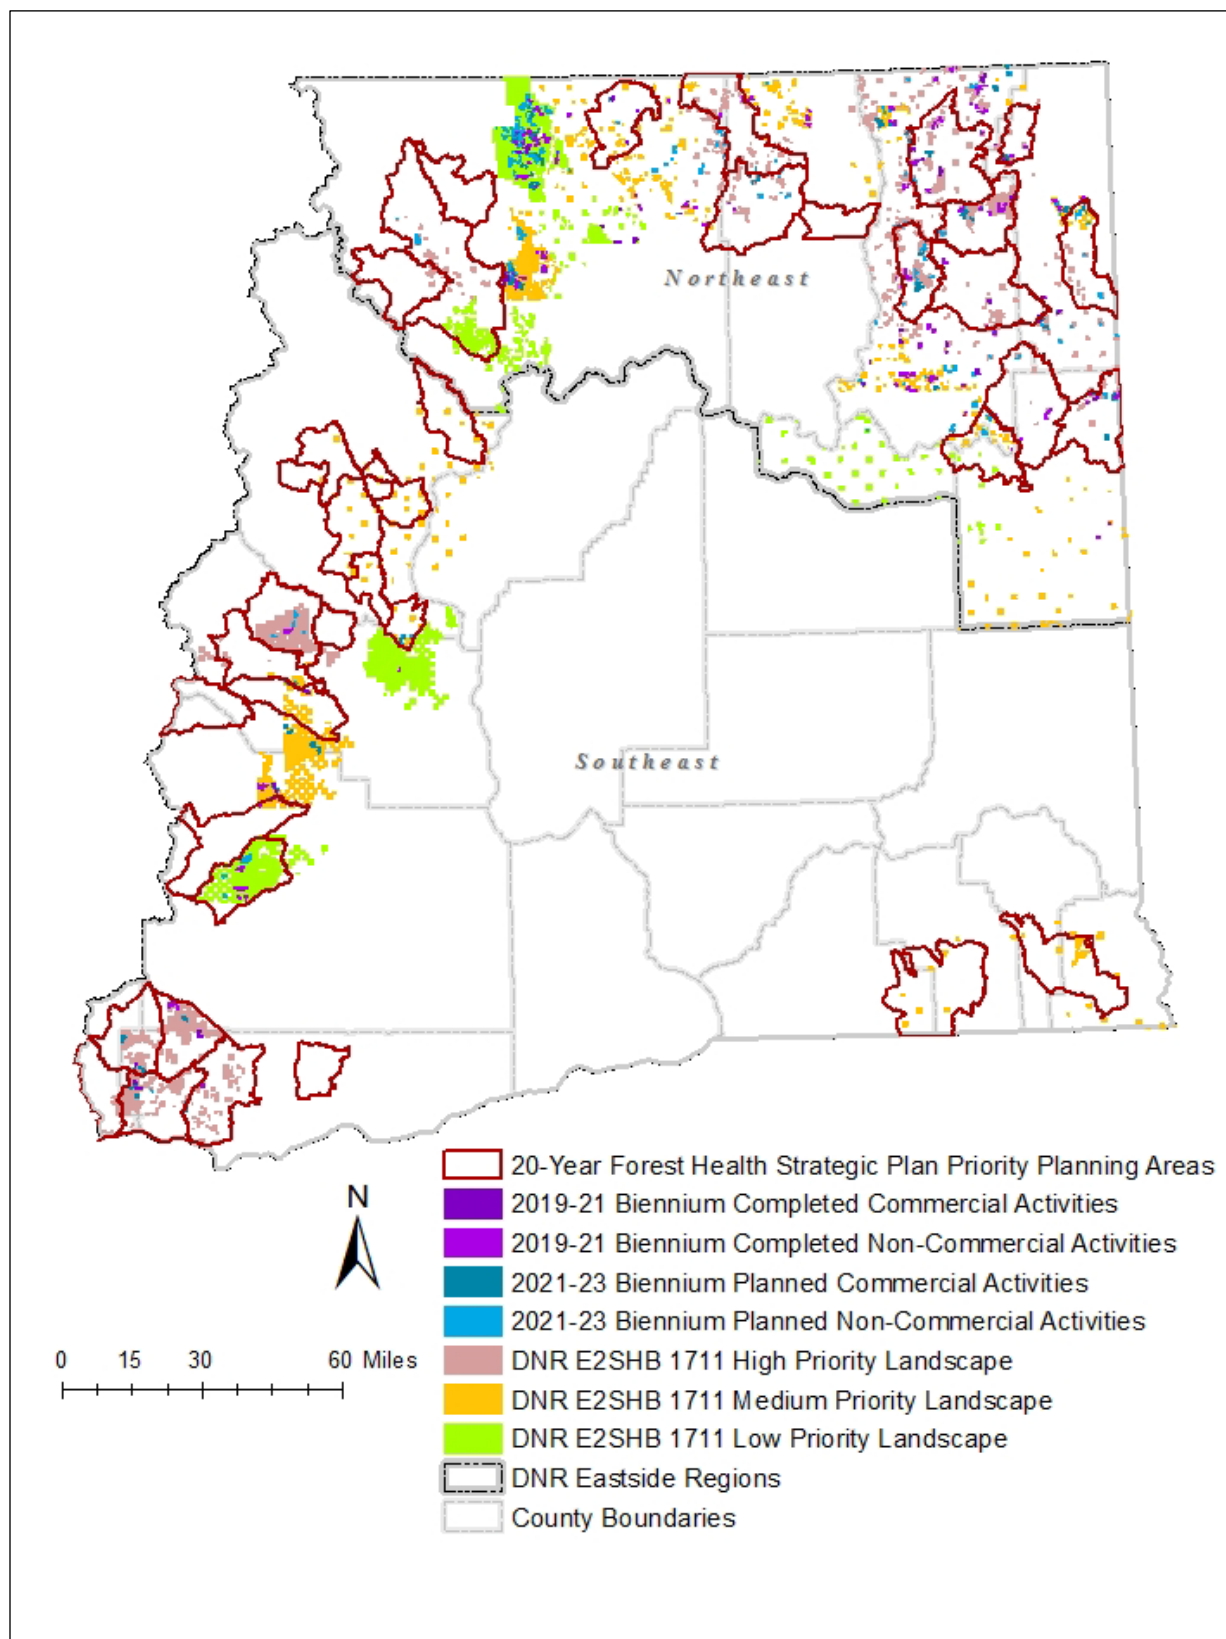 Northeast
Southeast
20-Year Forest Health Strategic Plan Priority Planning Areas
N
2019-21 Biennium Completed Commercial Activities
2019-21 Biennium Completed Non-Commercial Activities
2021-23 Biennium Planned Commercial Activities
2021-23 Biennium Planned Non-Commercial Activities
0 15 30 60 Miles
DNR E2SHB 1711 High Priority Landscape
DNR E2SHB 1711 Medium Priority Landscape
DNR E2SHB 1711 Low Priority Landscape
DNR Eastside Regions
County Boundaries